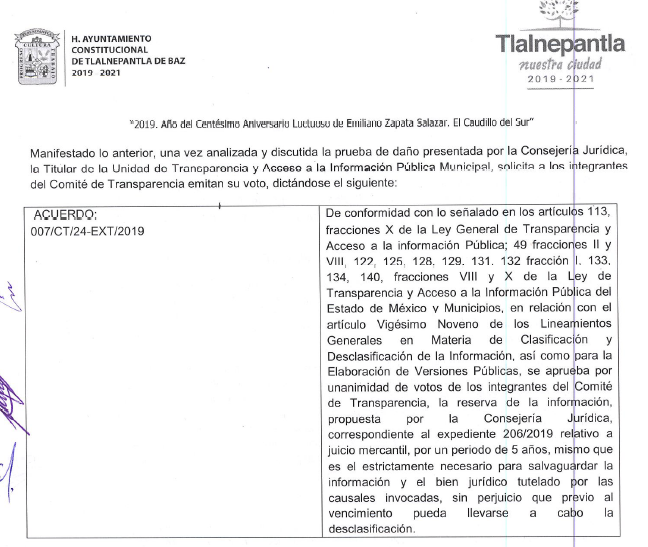 H. AYUNTAMIENTO
CONSTITUCIONAL
DE TLALNEPANTLA DE BAZ
2019 - 2021
Tlalnepantla
nuestra ciudad
2019 - 2021
"2019. Año del Centésimo Aniversario Luctuoso de Emiliano Zapata Salazar. El Caudillo del Sur"
Manifestado lo anterior, una vez analizada y discutida la prueba de daño presentada por la Consejería Jurídica,
la Titular de la Unidad de Transparencia y Acceso a la Información Pública Municipal, solicita a los integrantes
del Comité de Transparencia emitan su voto, dictándose el siguiente:
ACUERDO:
007/CT/24-EXT/2019
De conformidad con lo señalado en los artículos 113,
fracciones X de la Ley General de Transparencia y
Acceso a la información Pública; 49 fracciones II y
VIII, 122, 125, 128, 129. 131. 132 fracción I. 133,
134, 140, fracciones VIII y X de la Ley de
Transparencia y Acceso a la Información Pública del
Estado de México y Municipios, en relación con el
artículo Vigésimo Noveno de los Lineamientos
Generales en Materia de Clasificación y
Desclasificación de la Información, así como para la
Elaboración de Versiones Públicas, se aprueba por
unanimidad de votos de los integrantes del Comité
de Transparencia, la reserva de la información,
propuesta por la Consejería Jurídica,
correspondiente al expediente 206/2019 relativo a
juicio mercantil, por un periodo de 5 años, mismo que
es el estrictamente necesario para salvaguardar la
información y el bien jurídico tutelado por las
causales invocadas, sin perjuicio que previo al
vencimiento pueda llevarse a cabo la
desclasificación.